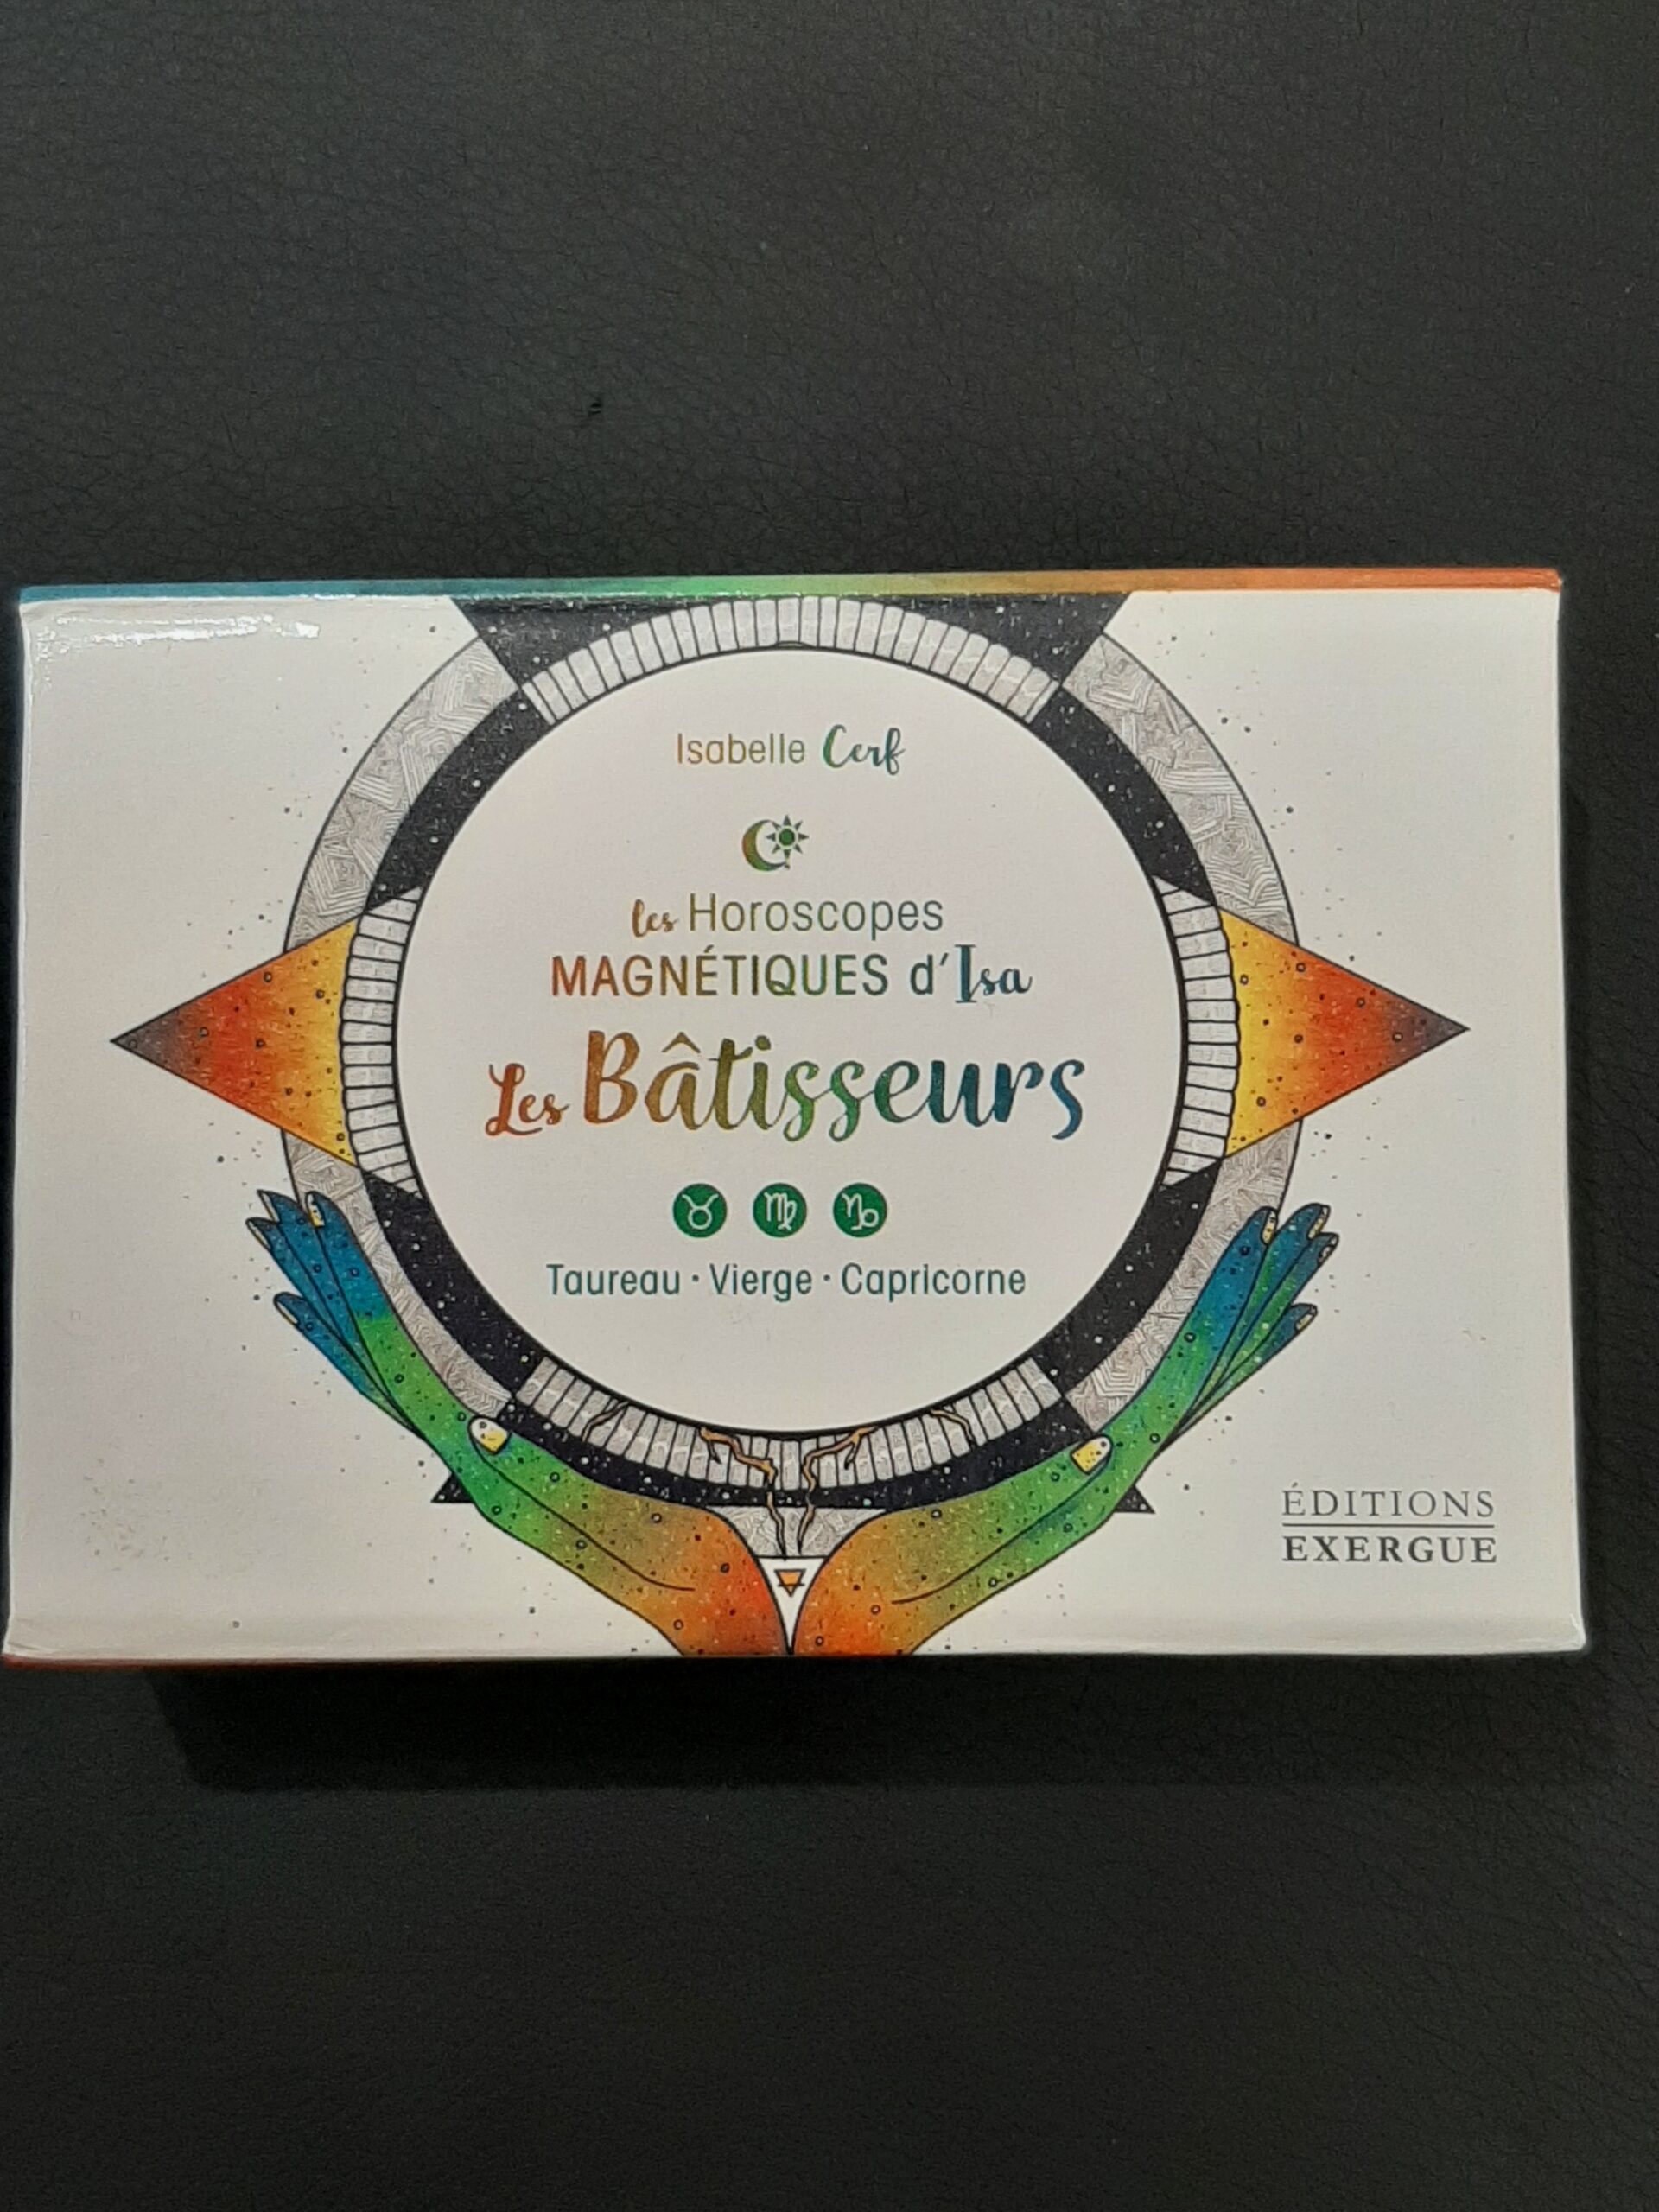 Isabelle Cerf
les Horoscopes
MAGNÉTIQUES d'Isa
Les Bâtisseurs
♉ ♍ ♑
Taureau · Vierge · Capricorne
ÉDITIONS
EXERGUE